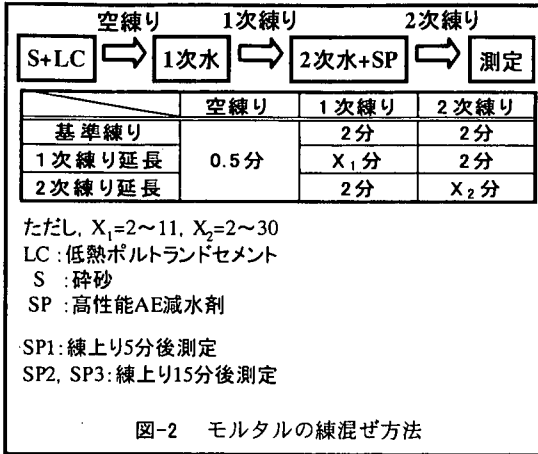 空練り 1次練り 2次練り
S+LC 1次水 2次水+SP 測定
空練り 1次練り 2次練り
基準練り 0.5分 2分 2分
1次練り延長 X₁分 2分
2次練り延長 2分 X₂分
ただし, X₁=2～11, X₂=2～30
LC :低熱ポルトランドセメント
S :砕砂
SP :高性能AE減水剤
SP1:練上り5分後測定
SP2, SP3:練上り15分後測定
図-2 モルタルの練混ぜ方法